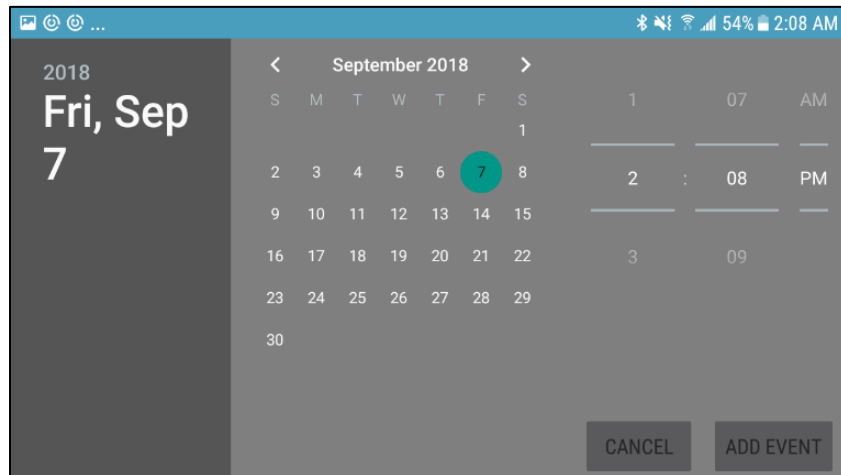 ... 54% 2:08 AM
2018
Fri, Sep
7
September 2018
S M T W T F S
1
2 3 4 5 6 7 8
9 10 11 12 13 14 15
16 17 18 19 20 21 22
23 24 25 26 27 28 29
30
1 07 AM
2 : 08 PM
3 09
CANCEL ADD EVENT